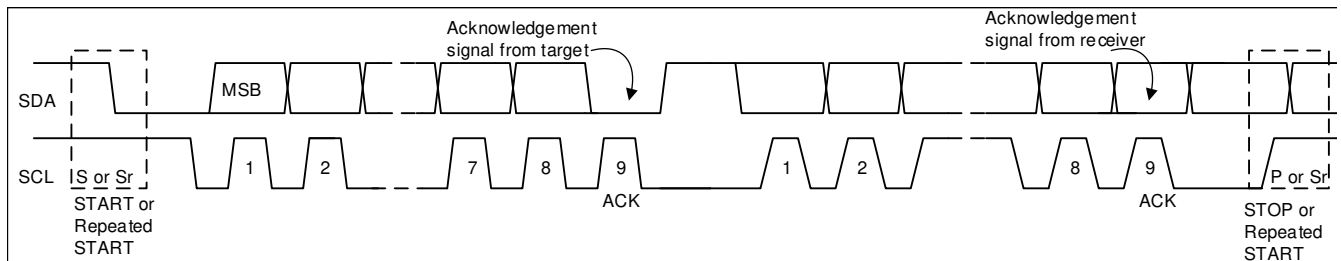 Acknowledgement
signal from target
Acknowledgement
signal from receiver
SDA
MSB
SCL
S or Sr
1
2
7
8
9
1
2
8
9
P or Sr
ACK
ACK
START or
Repeated
START
STOP or
Repeated
START